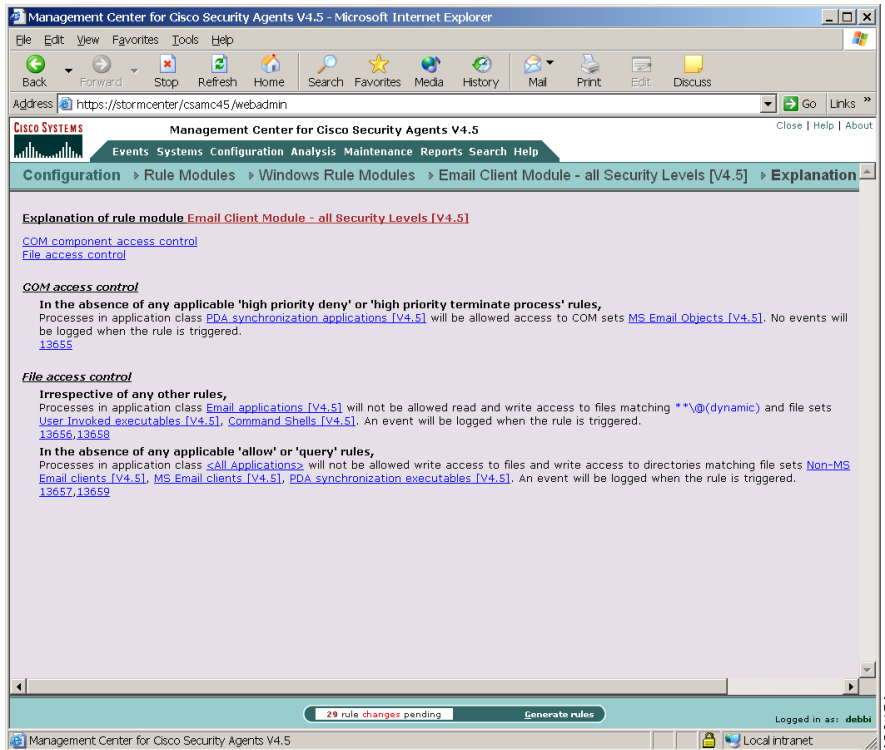 Management Center for Cisco Security Agents V4.5 - Microsoft Internet Explorer
File Edit View Favorites Tools Help
Back Forward Stop Refresh Home Search Favorites Media History Mail Print Edit Discuss
Address https://stormcenter/csamc45/webadmin Go Links »
CISCO SYSTEMS Management Center for Cisco Security Agents V4.5 Close | Help | About
Events Systems Configuration Analysis Maintenance Reports Search Help
Configuration Rule Modules Windows Rule Modules Email Client Module - all Security Levels [V4.5] Explanation
Explanation of rule module Email Client Module - all Security Levels [V4.5]
COM component access control
File access control
COM access control
In the absence of any applicable 'high priority deny' or 'high priority terminate process' rules,
Processes in application class PDA synchronization applications [V4.5] will be allowed access to COM sets MS Email Objects [V4.5]. No events will
be logged when the rule is triggered.
13655
File access control
Irrespective of any other rules,
Processes in application class Email applications [V4.5] will not be allowed read and write access to files matching **\@(dynamic) and file sets
User Invoked executables [V4.5], Command Shells [V4.5]. An event will be logged when the rule is triggered.
13656,13658
In the absence of any applicable 'allow' or 'query' rules,
Processes in application class <All Applications> will not be allowed write access to files and write access to directories matching file sets Non-MS
Email clients [V4.5], MS Email clients [V4.5], PDA synchronization executables [V4.5]. An event will be logged when the rule is triggered.
13657,13659
29 rule changes pending Generate rules
Logged in as: debbi
Management Center for Cisco Security Agents V4.5 Local intranet